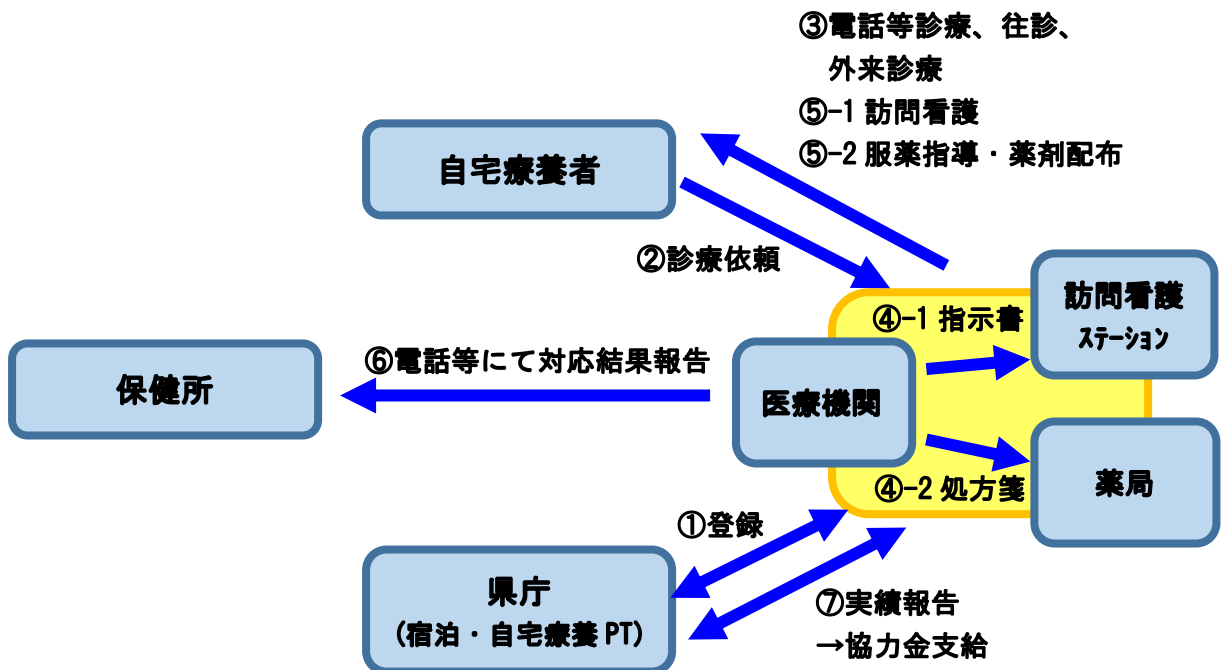 ③電話等診療、往診、
外来診療
⑤-1 訪問看護
⑤-2 服薬指導・薬剤配布
自宅療養者
②診療依頼
訪問看護
ステーション
④-1 指示書
⑥電話等にて対応結果報告
保健所
医療機関
④-2 処方箋
薬局
①登録
県庁
(宿泊・自宅療養 PT)
⑦実績報告
→協力金支給